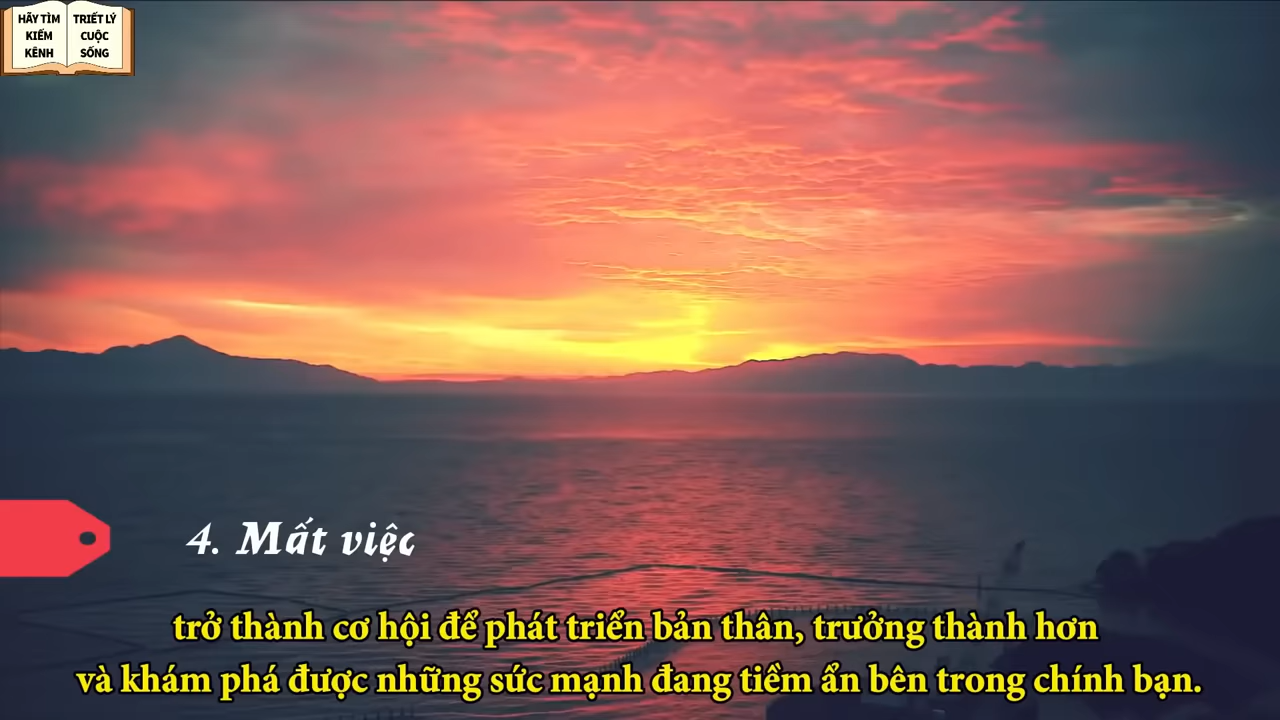 HÃY TÌM
KIẾM
KÊNH
TRIẾT LÝ
CUỘC
SỐNG
4. Mất việc
trở thành cơ hội để phát triển bản thân, trưởng thành hơn
và khám phá được những sức mạnh đang tiềm ẩn bên trong chính bạn.